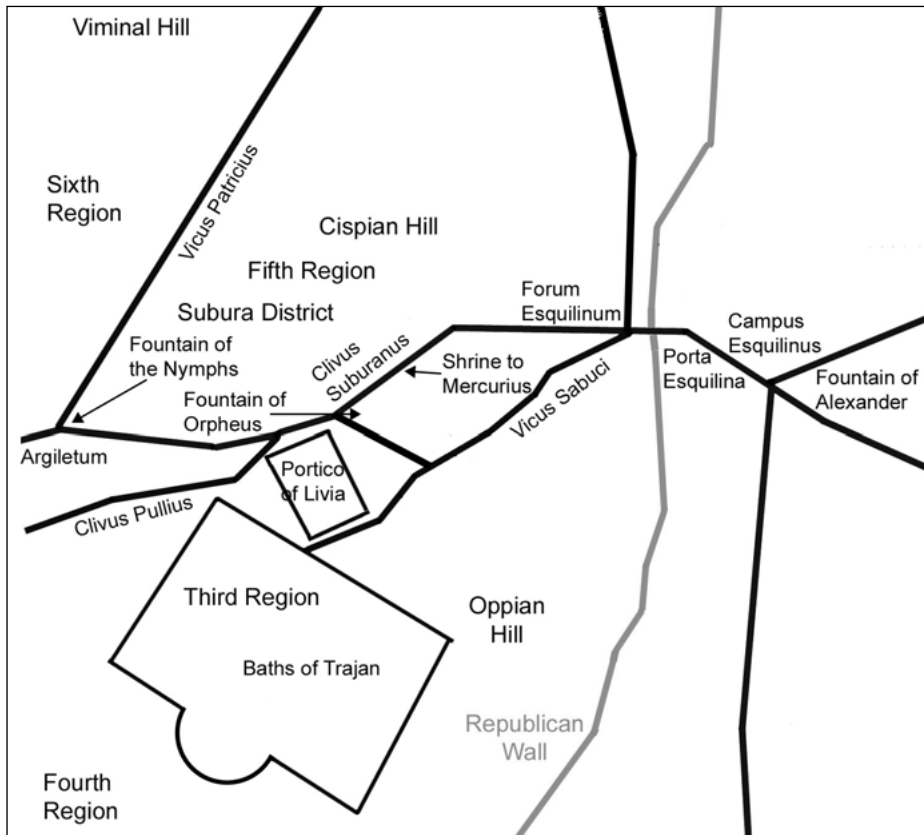 Viminal Hill
Sixth
Region
Vicus Patricius
Cispian Hill
Fifth Region
Subura District
Fountain of
the Nymphs
Clivus
Suburanus
Fountain of
Orpheus
Shrine to
Mercurius
Forum
Esquilinum
Vicus Sabuci
Porta
Esquilina
Campus
Esquilinus
Fountain of
Alexander
Argiletum
Clivus Pullius
Portico
of Livia
Third Region
Baths of Trajan
Oppian
Hill
Republican
Wall
Fourth
Region